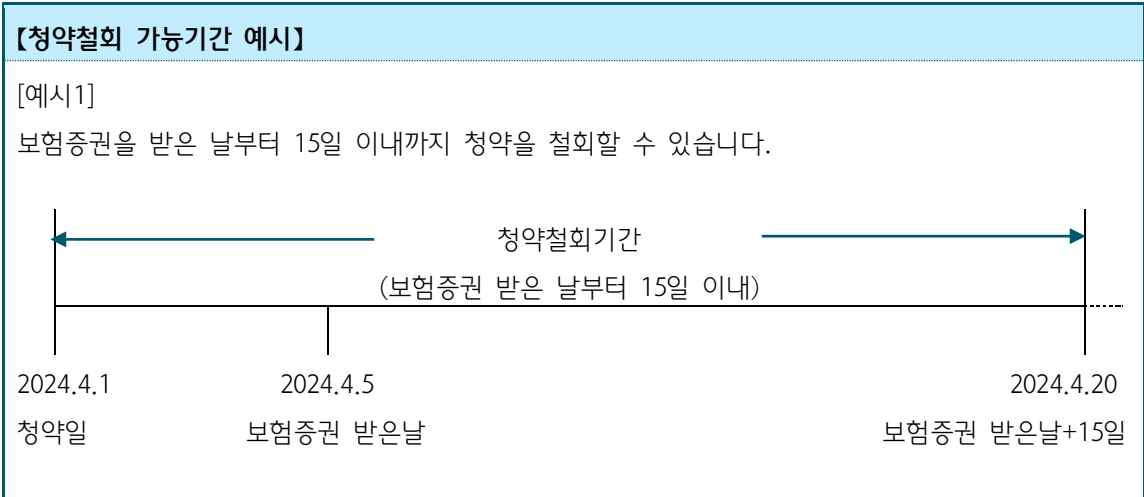 【청약철회 가능기간 예시】
[예시1]
보험증권을 받은 날부터 15일 이내까지 청약을 철회할 수 있습니다.
청약철회기간
(보험증권 받은 날부터 15일 이내)
2024.4.1 2024.4.5 2024.4.20
청약일 보험증권 받은날 보험증권 받은날+15일